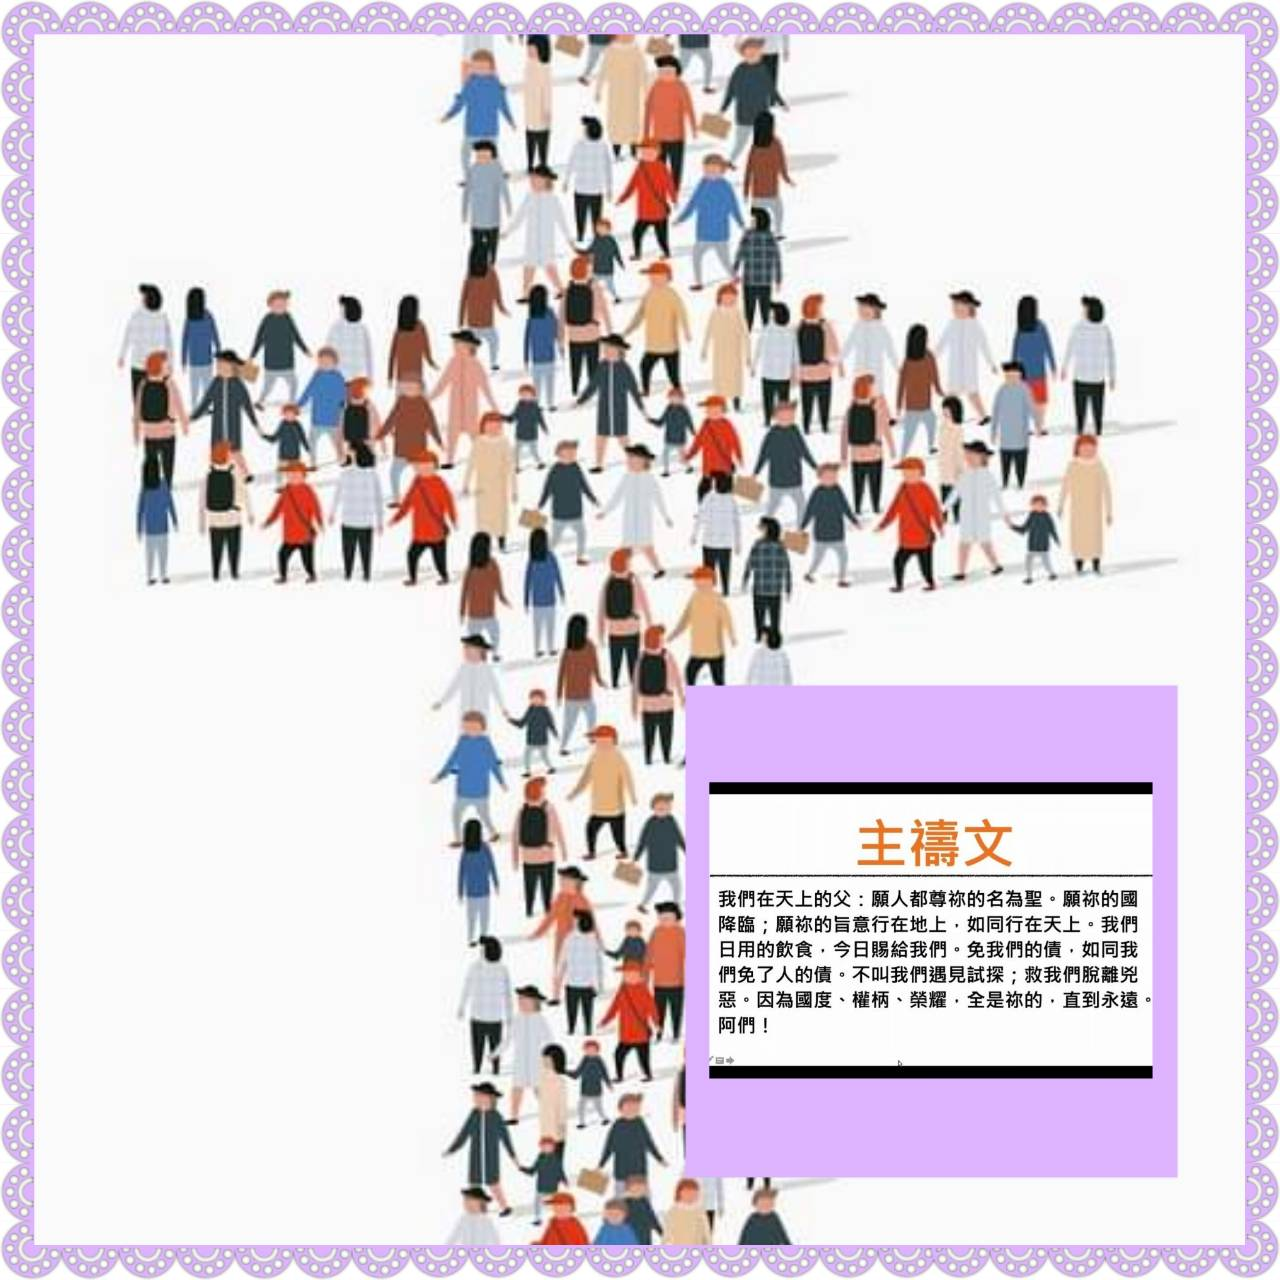 主禱文
我們在天上的父：願人都尊祢的名為聖。願祢的國
降臨；願祢的旨意行在地上，如同行在天上。我們
日用的飲食，今日賜給我們。免我們的債，如同我
們免了人的債。不叫我們遇見試探；救我們脫離兇
惡。因為國度、權柄、榮耀，全是祢的，直到永遠。
阿們！